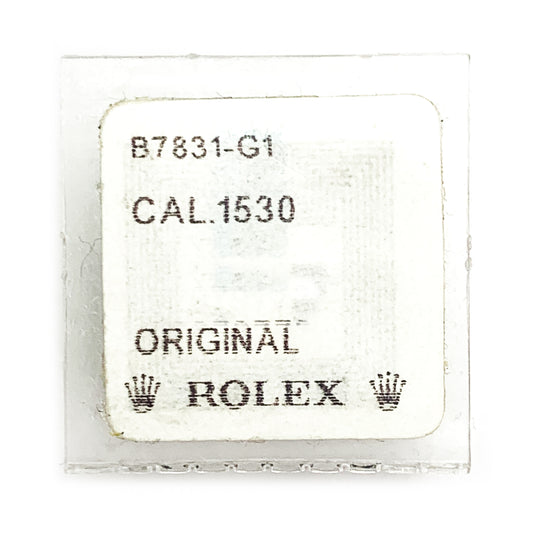 B7831-G1
CAL.1530
ORIGINAL
ROLEX